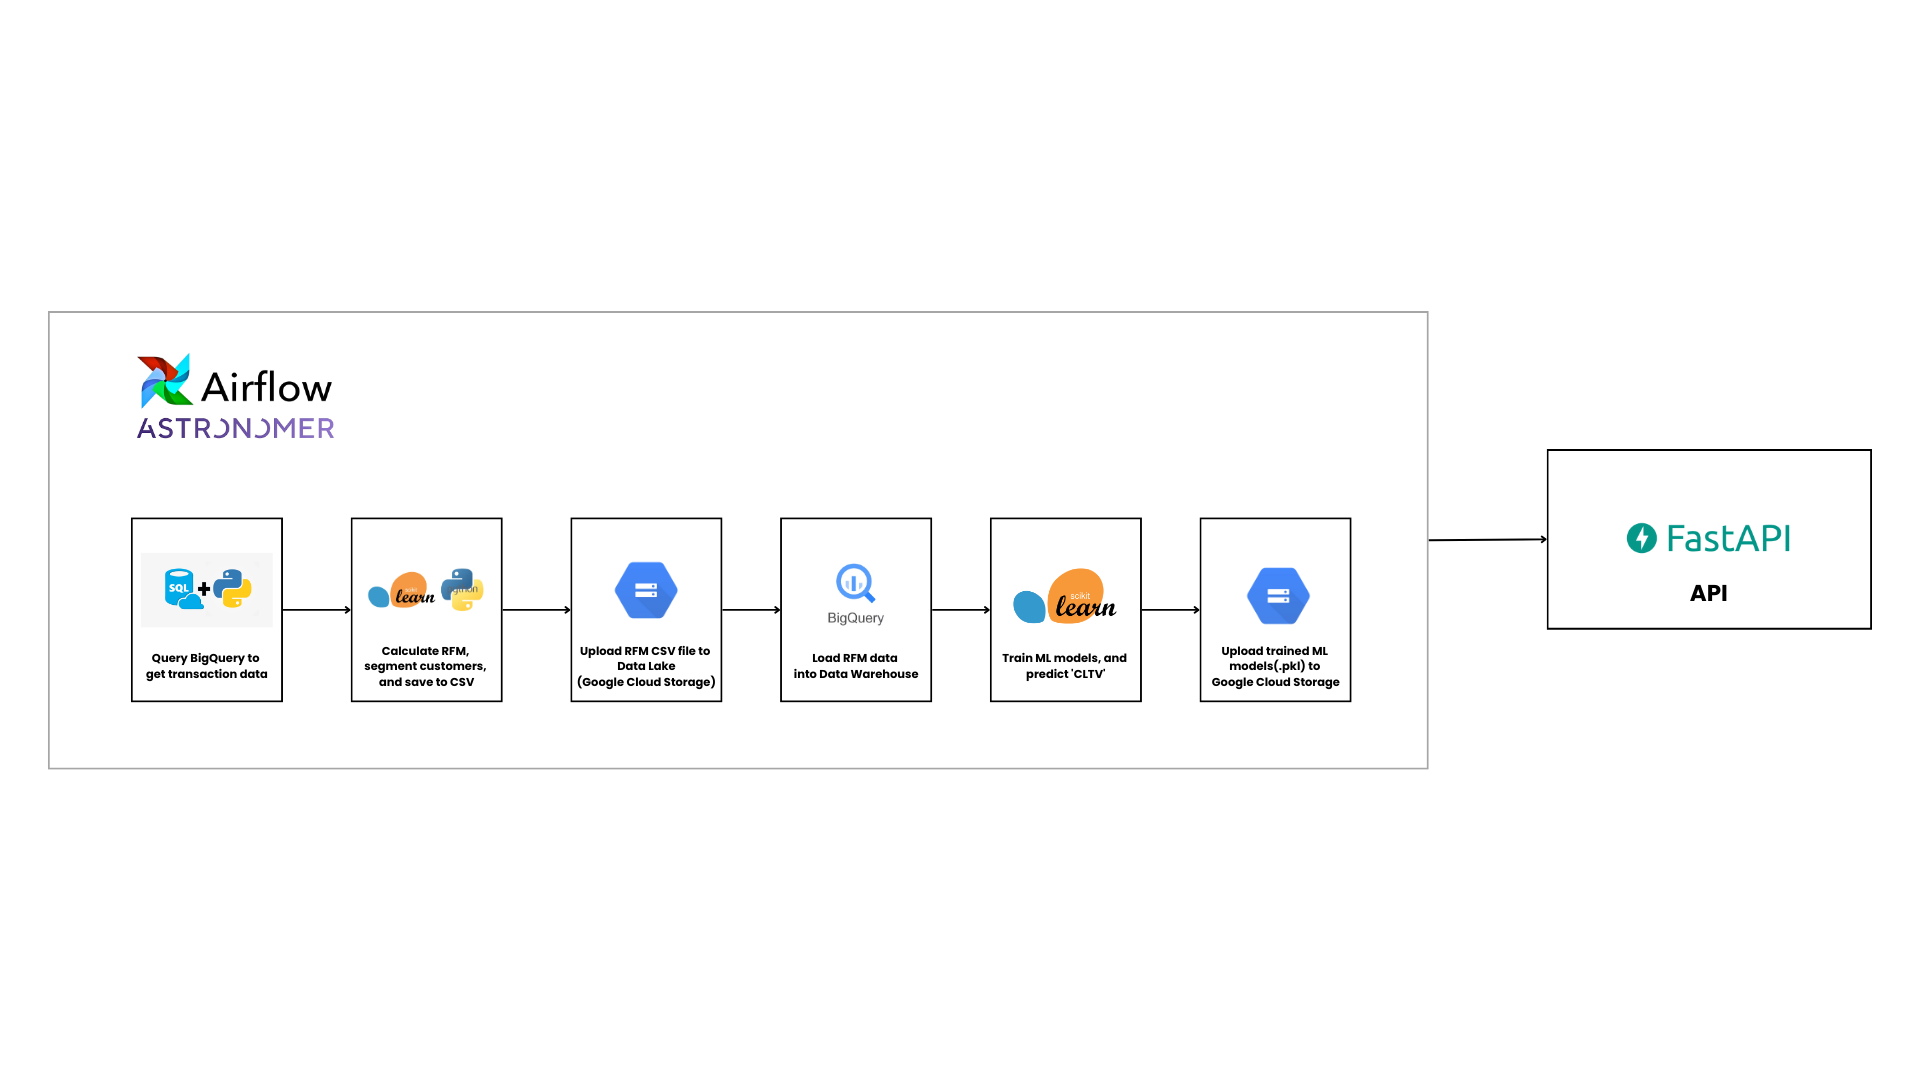 Airflow
ASTRONOMER
SQL
Query BigQuery to
get transaction data
learn
python
Calculate RFM,
segment customers,
and save to CSV
Upload RFM CSV file to
Data Lake
(Google Cloud Storage)
BigQuery
Load RFM data
into Data Warehouse
scikit
learn
Train ML models, and
predict 'CLTV'
Upload trained ML
models(.pkl) to
Google Cloud Storage
FastAPI
API